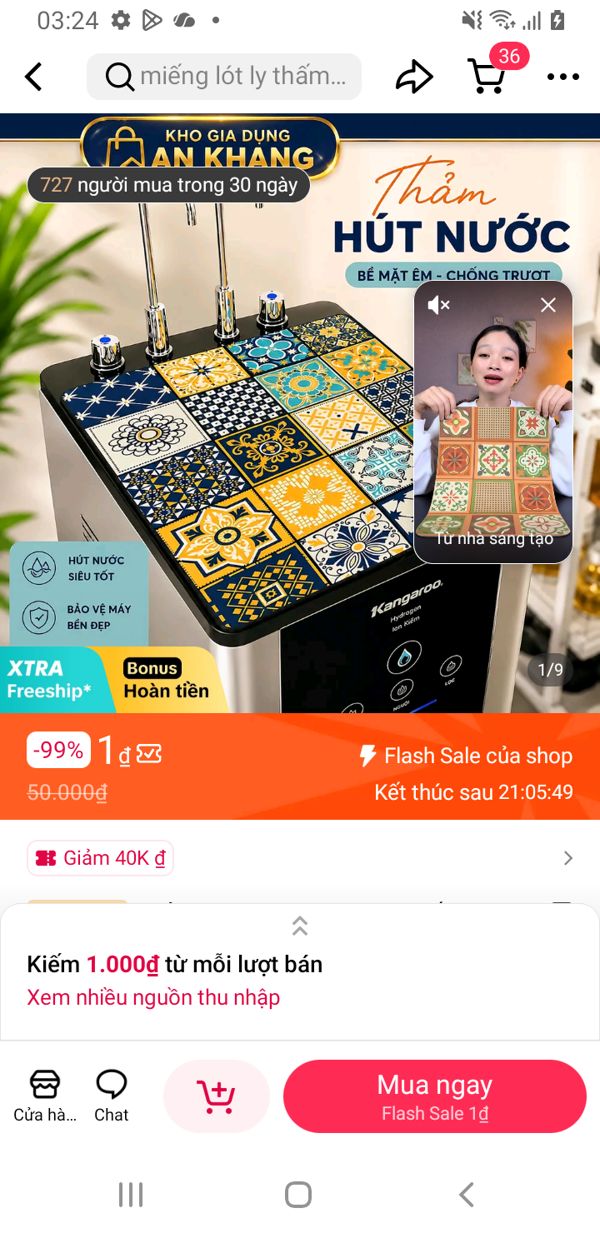 03:24
miếng lót ly thấm...
36
KHO GIA DỤNG
AN KHANG
727 người mua trong 30 ngày
Thảm
HÚT NƯỚC
BỀ MẶT ÊM - CHỐNG TRƯỢT
Từ nhà sáng tạo
HÚT NƯỚC
SIÊU TỐT
BẢO VỆ MÁY
BỀN ĐẸP
Kangaroo
Hydrogen
Ion Kiềm
LỌC
NGUỘI
XTRA
Freeship*
Bonus
Hoàn tiền
1/9
-99% 1₫
Flash Sale của shop
50.000₫
Kết thúc sau 21:05:49
Giảm 40K ₫
Kiếm 1.000₫ từ mỗi lượt bán
Xem nhiều nguồn thu nhập
Cửa hà...
Chat
Mua ngay
Flash Sale 1₫